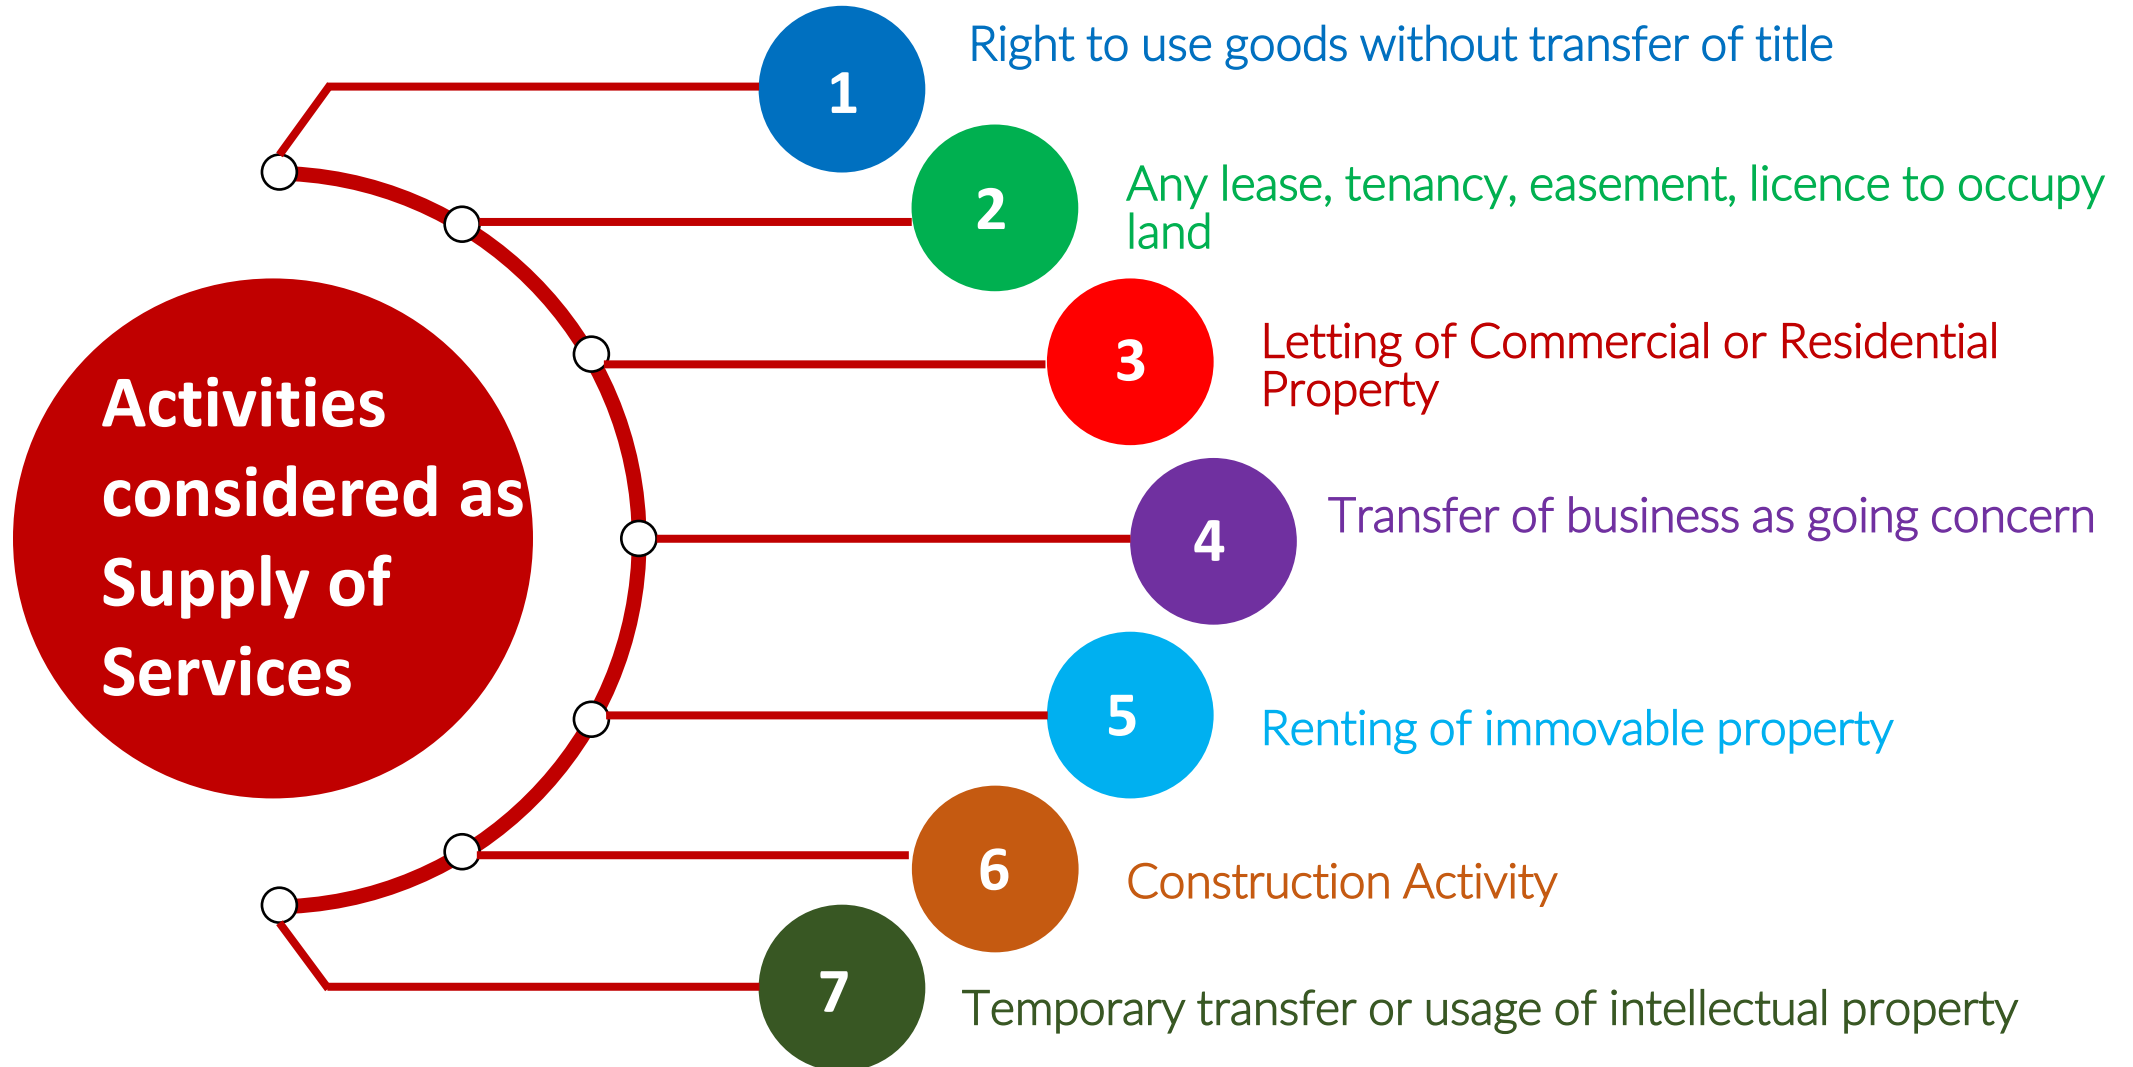 Activities
considered as
Supply of
Services
1
Right to use goods without transfer of title
2
Any lease, tenancy, easement, licence to occupy
land
3
Letting of Commercial or Residential
Property
4
Transfer of business as going concern
5
Renting of immovable property
6
Construction Activity
7
Temporary transfer or usage of intellectual property